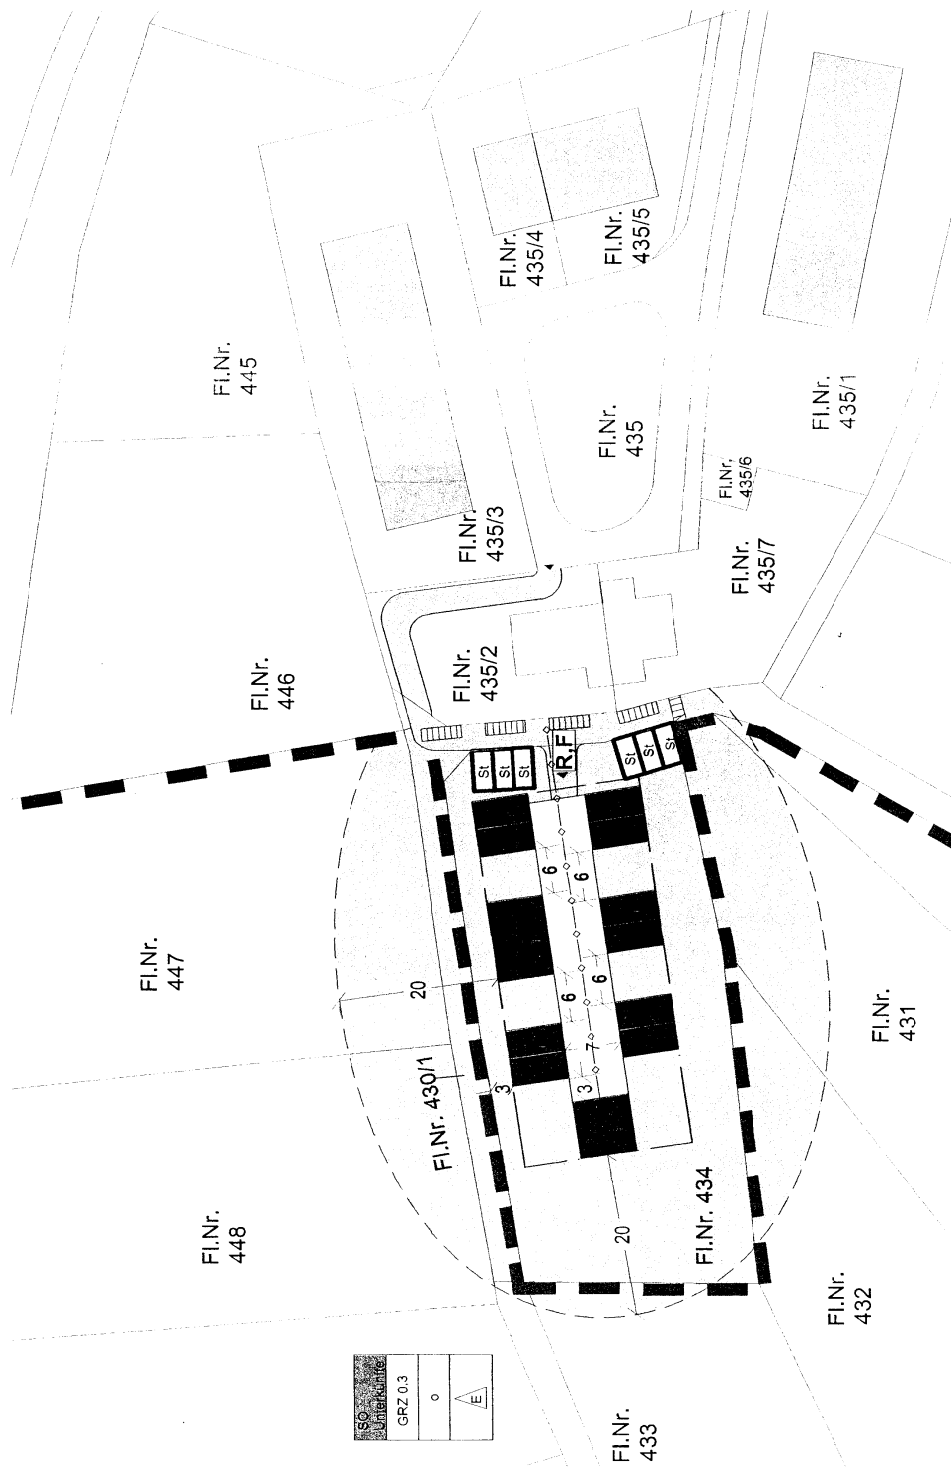 Fl.Nr.
435/4
Fl.Nr.
435/5
Fl.Nr.
445
Fl.Nr.
435/1
Fl.Nr.
435
Fl.Nr.
435/6
Fl.Nr.
435/3
Fl.Nr.
435/7
Fl.Nr.
435/2
Fl.Nr.
446
St
St
St
R,F
St
St
St
6
6
6
6
20
7
3
3
Fl.Nr.
447
Fl.Nr.
431
Fl.Nr. 430/1
Fl.Nr.
448
20
Fl.Nr. 434
Fl.Nr.
432
SO
Unterkünfte
GRZ 0.3
o
E
Fl.Nr.
433